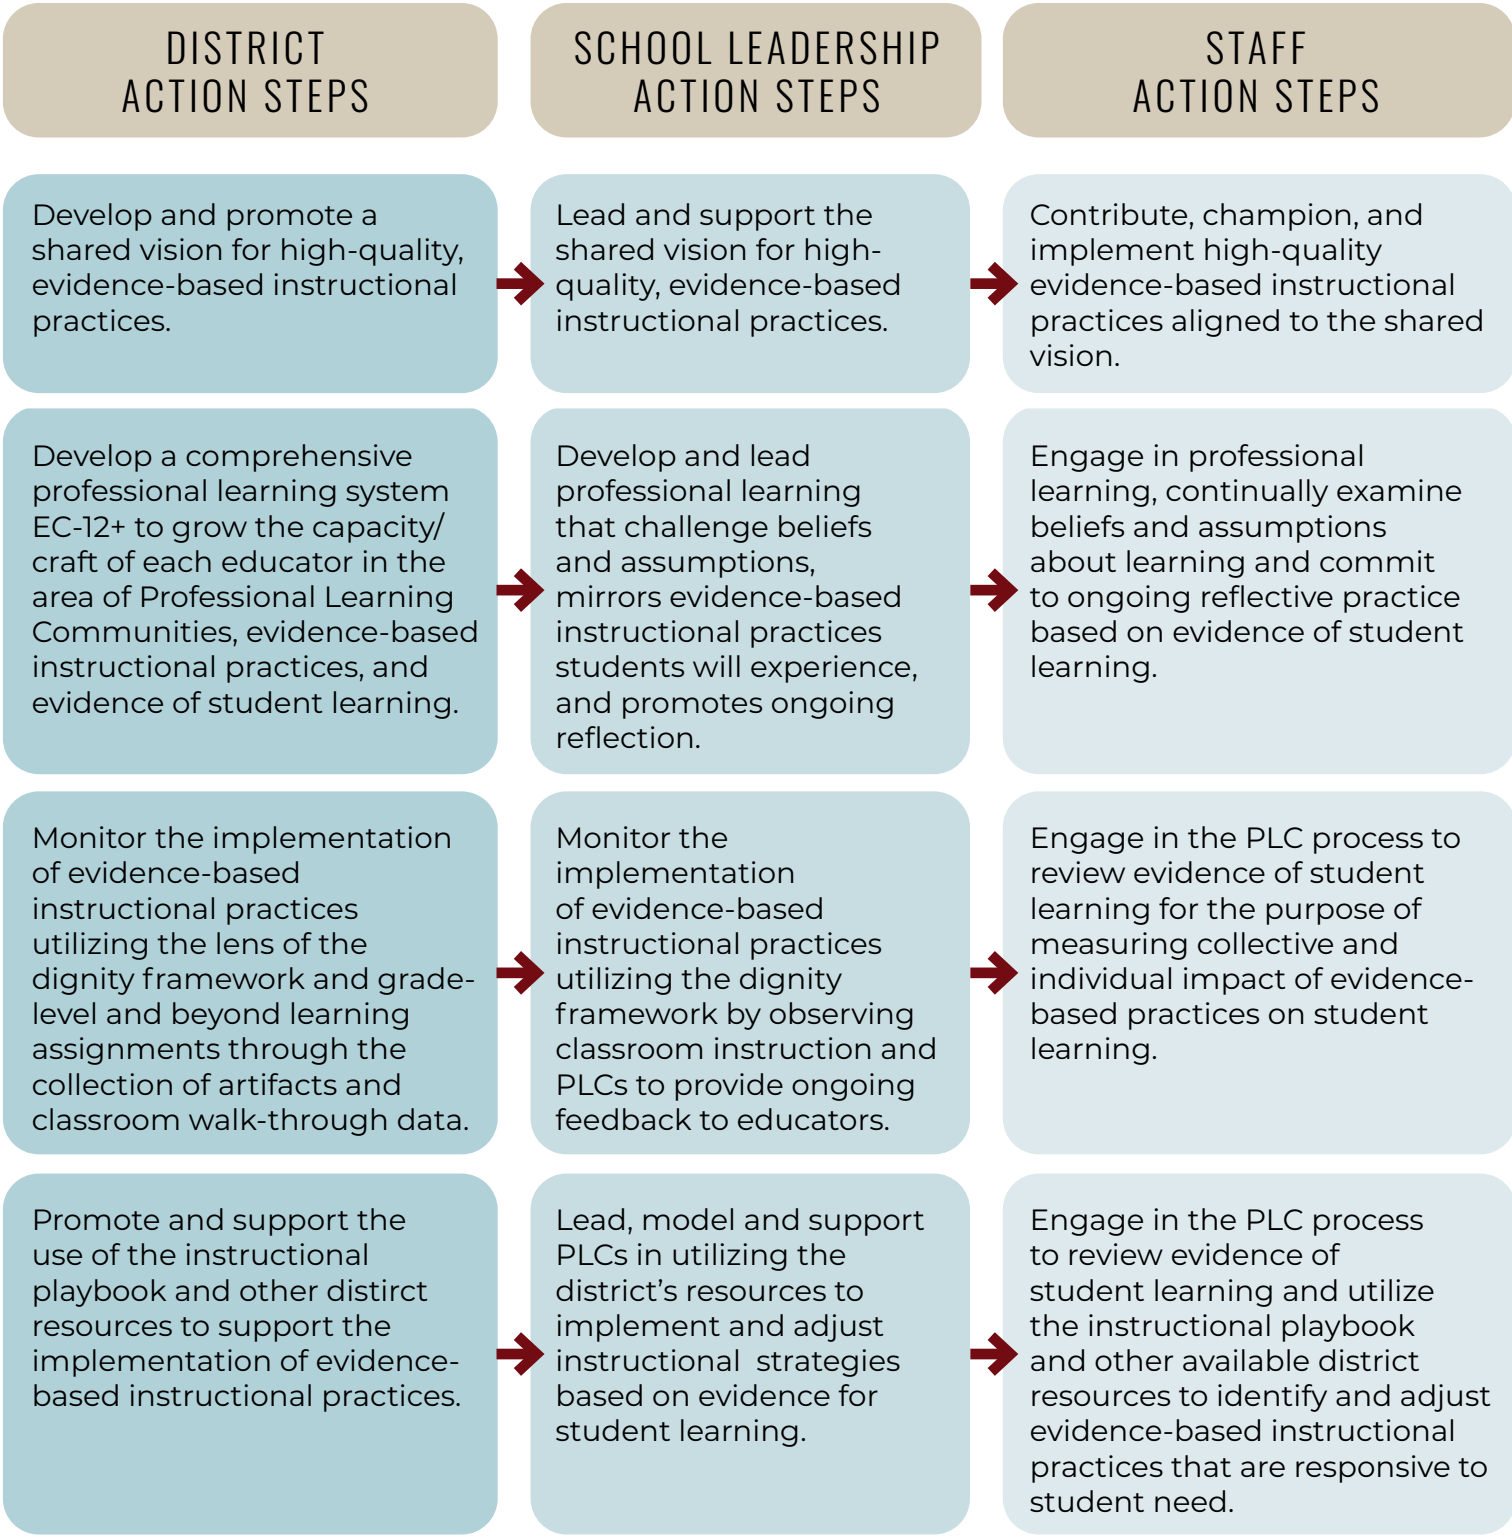 DISTRICT
ACTION STEPS
SCHOOL LEADERSHIP
ACTION STEPS
STAFF
ACTION STEPS
Develop and promote a
shared vision for high-quality,
evidence-based instructional
practices.
Lead and support the
shared vision for high-
quality, evidence-based
instructional practices.
Contribute, champion, and
implement high-quality
evidence-based instructional
practices aligned to the shared
vision.
Develop a comprehensive
professional learning system
EC-12+ to grow the capacity/
craft of each educator in the
area of Professional Learning
Communities, evidence-based
instructional practices, and
evidence of student learning.
Develop and lead
professional learning
that challenge beliefs
and assumptions,
mirrors evidence-based
instructional practices
students will experience,
and promotes ongoing
reflection.
Engage in professional
learning, continually examine
beliefs and assumptions
about learning and commit
to ongoing reflective practice
based on evidence of student
learning.
Monitor the implementation
of evidence-based
instructional practices
utilizing the lens of the
dignity framework and grade-
level and beyond learning
assignments through the
collection of artifacts and
classroom walk-through data.
Monitor the
implementation
of evidence-based
instructional practices
utilizing the dignity
framework by observing
classroom instruction and
PLCs to provide ongoing
feedback to educators.
Engage in the PLC process to
review evidence of student
learning for the purpose of
measuring collective and
individual impact of evidence-
based practices on student
learning.
Promote and support the
use of the instructional
playbook and other distirct
resources to support the
implementation of evidence-
based instructional practices.
Lead, model and support
PLCs in utilizing the
district’s resources to
implement and adjust
instructional  strategies
based on evidence for
student learning.
Engage in the PLC process
to review evidence of
student learning and utilize
the instructional playbook
and other available district
resources to identify and adjust
evidence-based instructional
practices that are responsive to
student need.